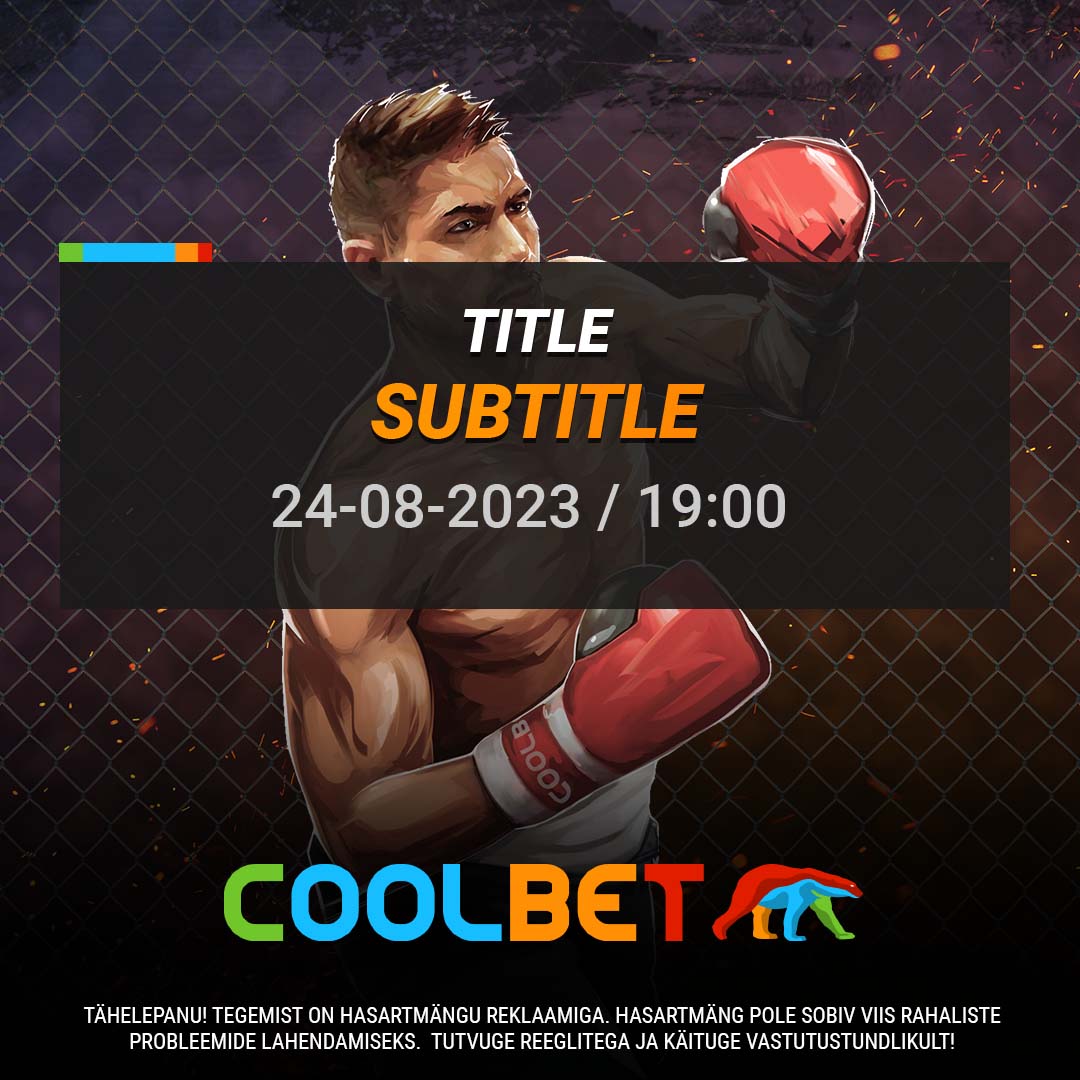 TITLE
SUBTITLE
24-08-2023 / 19:00
COOLB
COOLBET
TÄHELEPANU! TEGEMIST ON HASARTMÄNGU REKLAAMIGA. HASARTMÄNG POLE SOBIV VIIS RAHALISTE
PROBLEEMIDE LAHENDAMISEKS. TUTVUGE REEGLITEGA JA KÄITUGE VASTUTUSTUNDLIKULT!